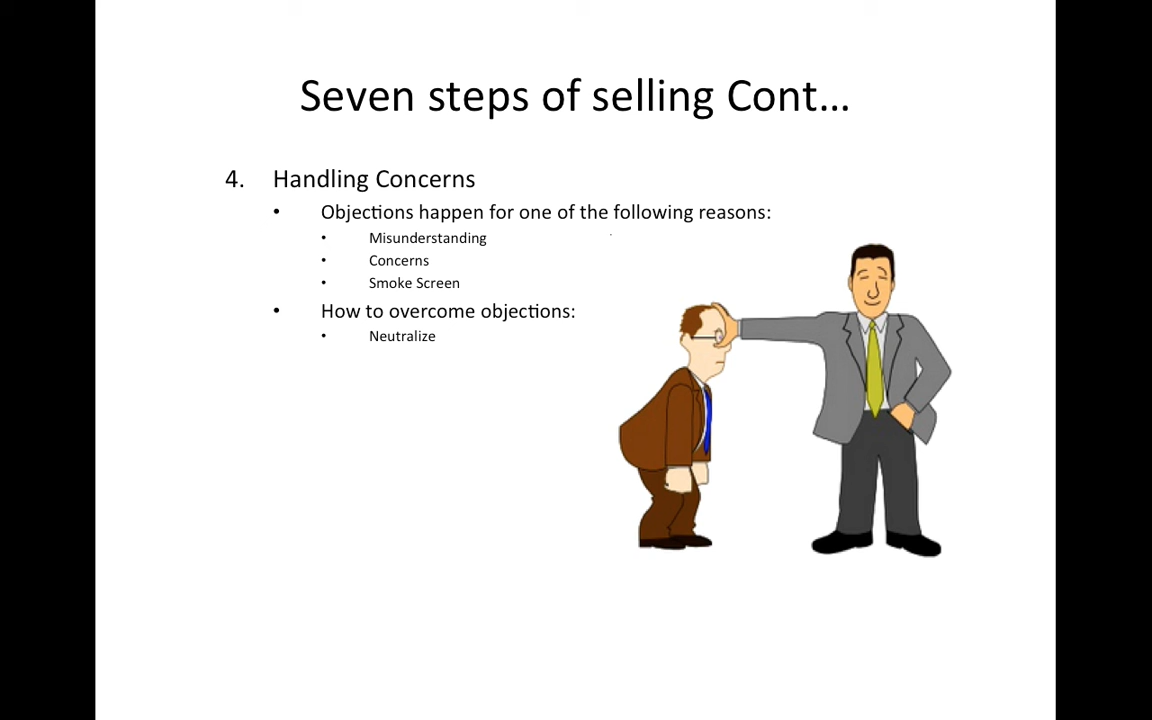 Seven steps of selling Cont...
4. Handling Concerns
• Objections happen for one of the following reasons:
• Misunderstanding
• Concerns
• Smoke Screen
• How to overcome objections:
• Neutralize